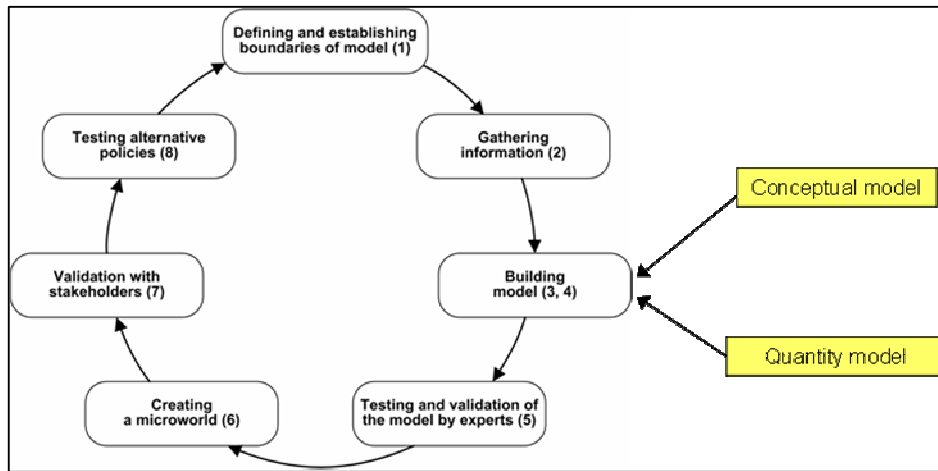 Defining and establishing
boundaries of model (1)
Testing alternative
policies (8)
Gathering
information (2)
Conceptual model
Validation with
stakeholders (7)
Building
model (3, 4)
Quantity model
Creating
a microworld (6)
Testing and validation of
the model by experts (5)